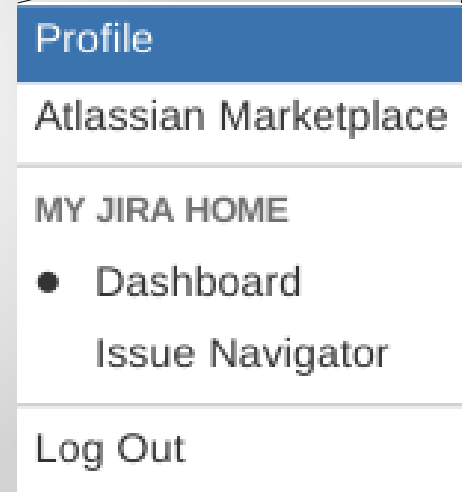 Profile
Atlassian Marketplace
MY JIRA HOME
Dashboard
Issue Navigator
Log Out